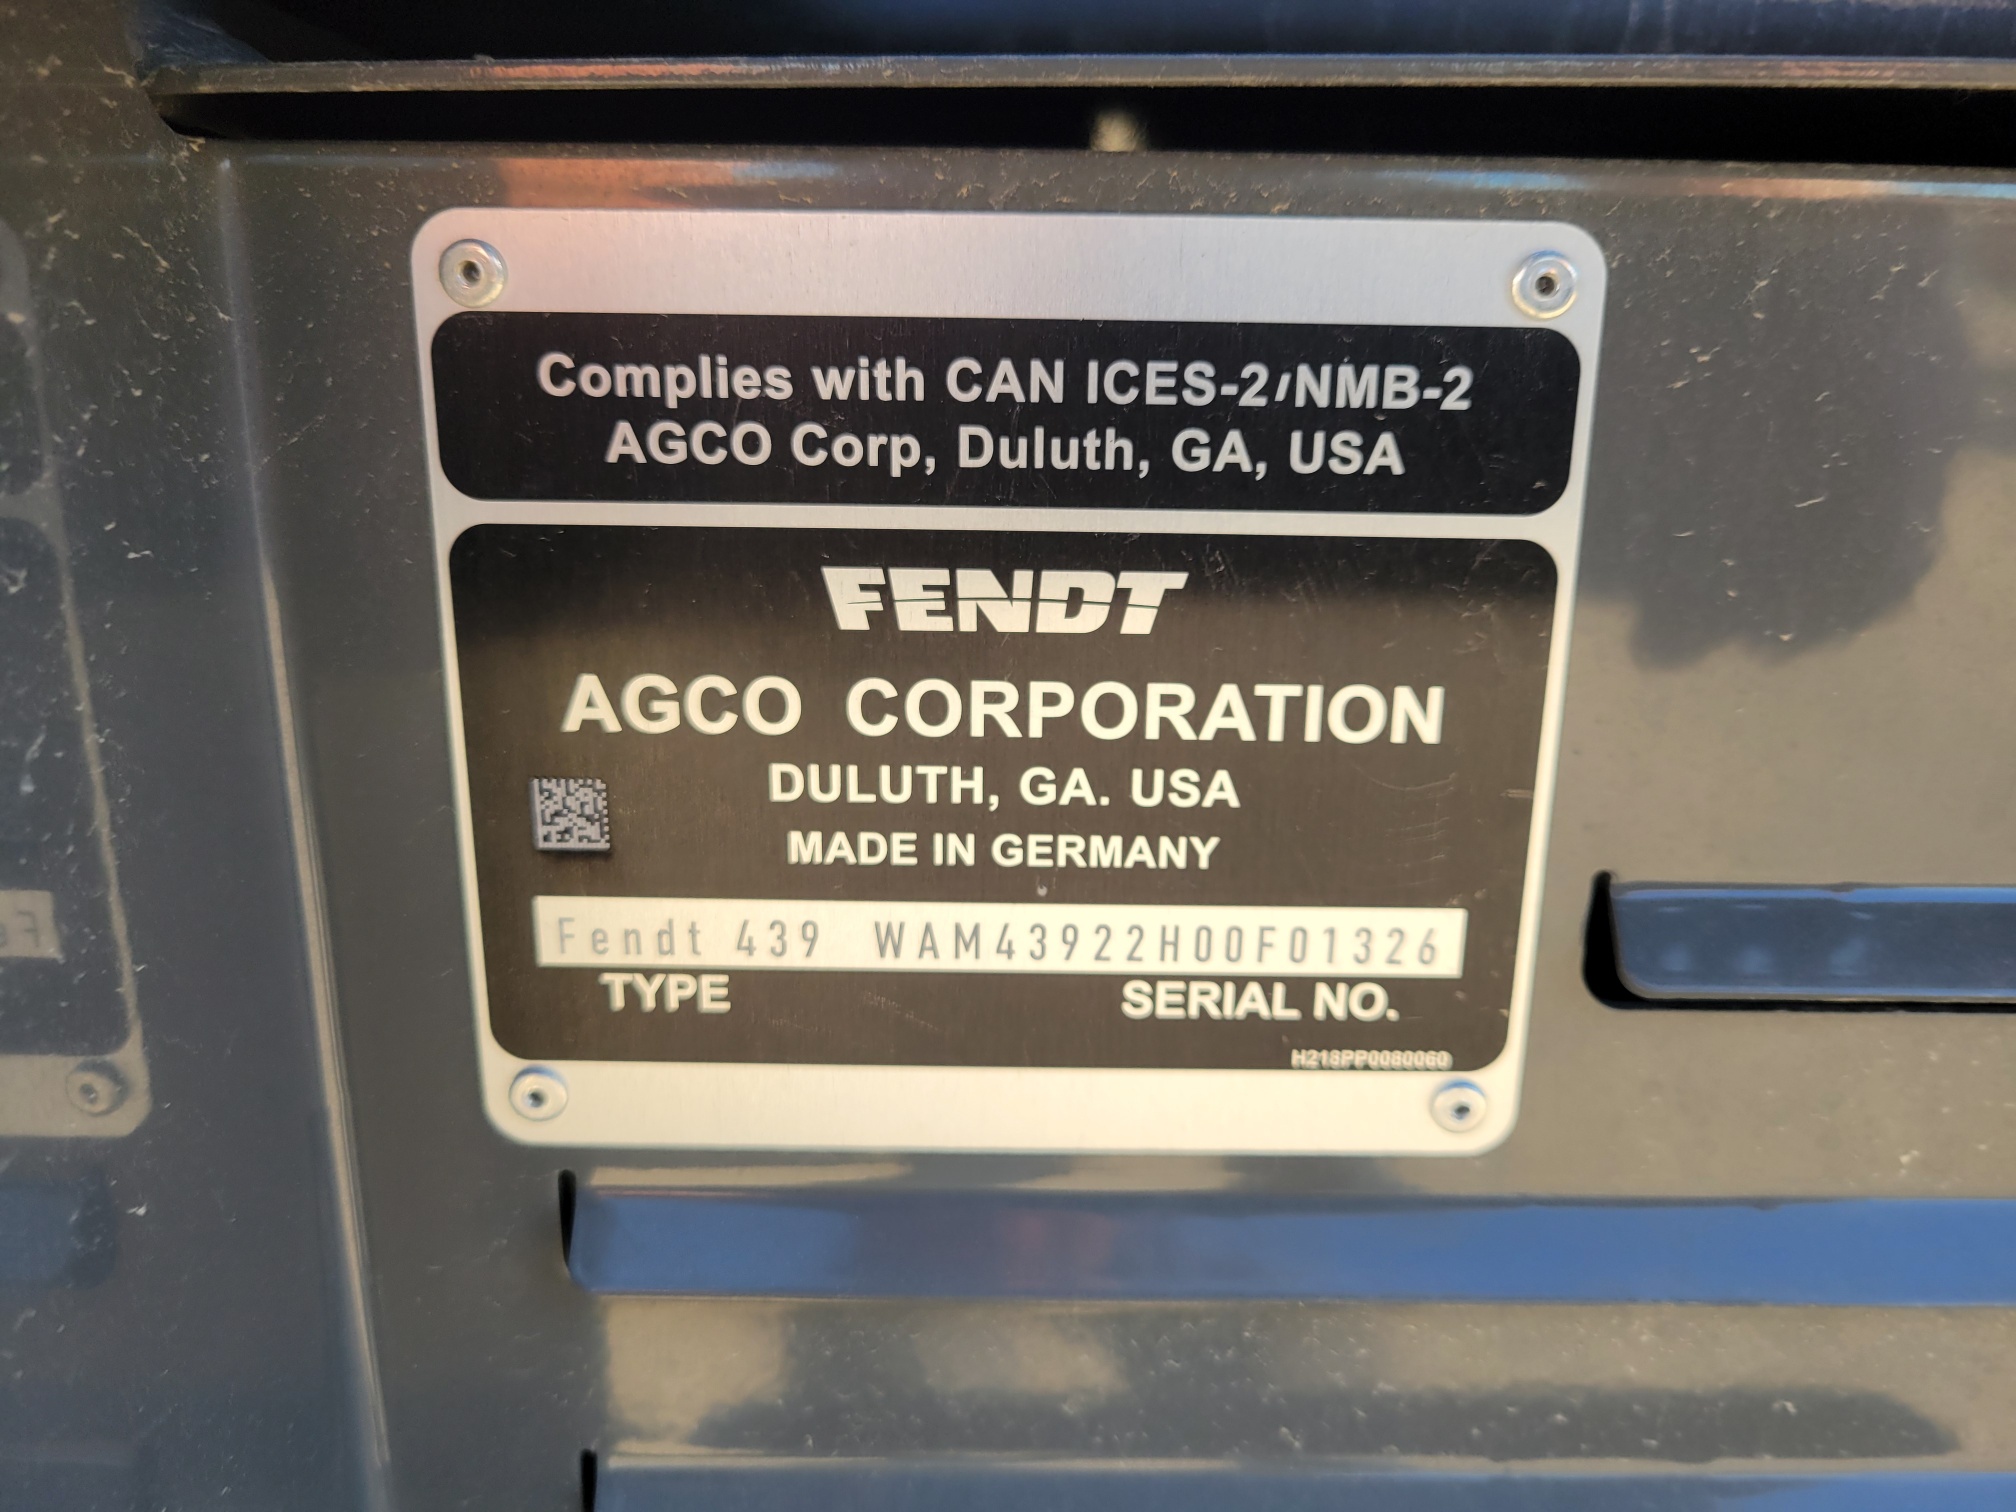 Complies with CAN ICES-2/NMB-2
AGCO Corp, Duluth, GA, USA
FENDT
AGCO CORPORATION
DULUTH, GA. USA
MADE IN GERMANY
Fendt 439 WAM43922H00F01326
TYPE SERIAL NO.
H218PP0080060